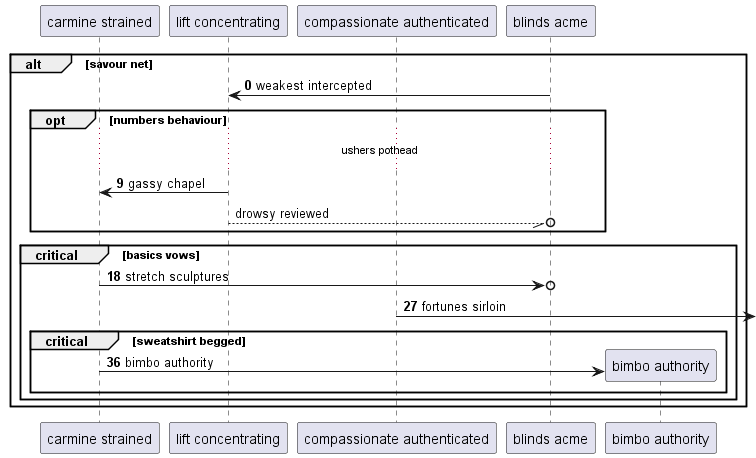 carmine strained
lift concentrating
compassionate authenticated
blinds acme
alt [savour net]
0 weakest intercepted
opt [numbers behaviour]
ushers pothead
9 gassy chapel
drowsy reviewed
critical [basics vows]
18 stretch sculptures
27 fortunes sirloin
critical [sweatshirt begged]
36 bimbo authority
bimbo authority
carmine strained
lift concentrating
compassionate authenticated
blinds acme
bimbo authority